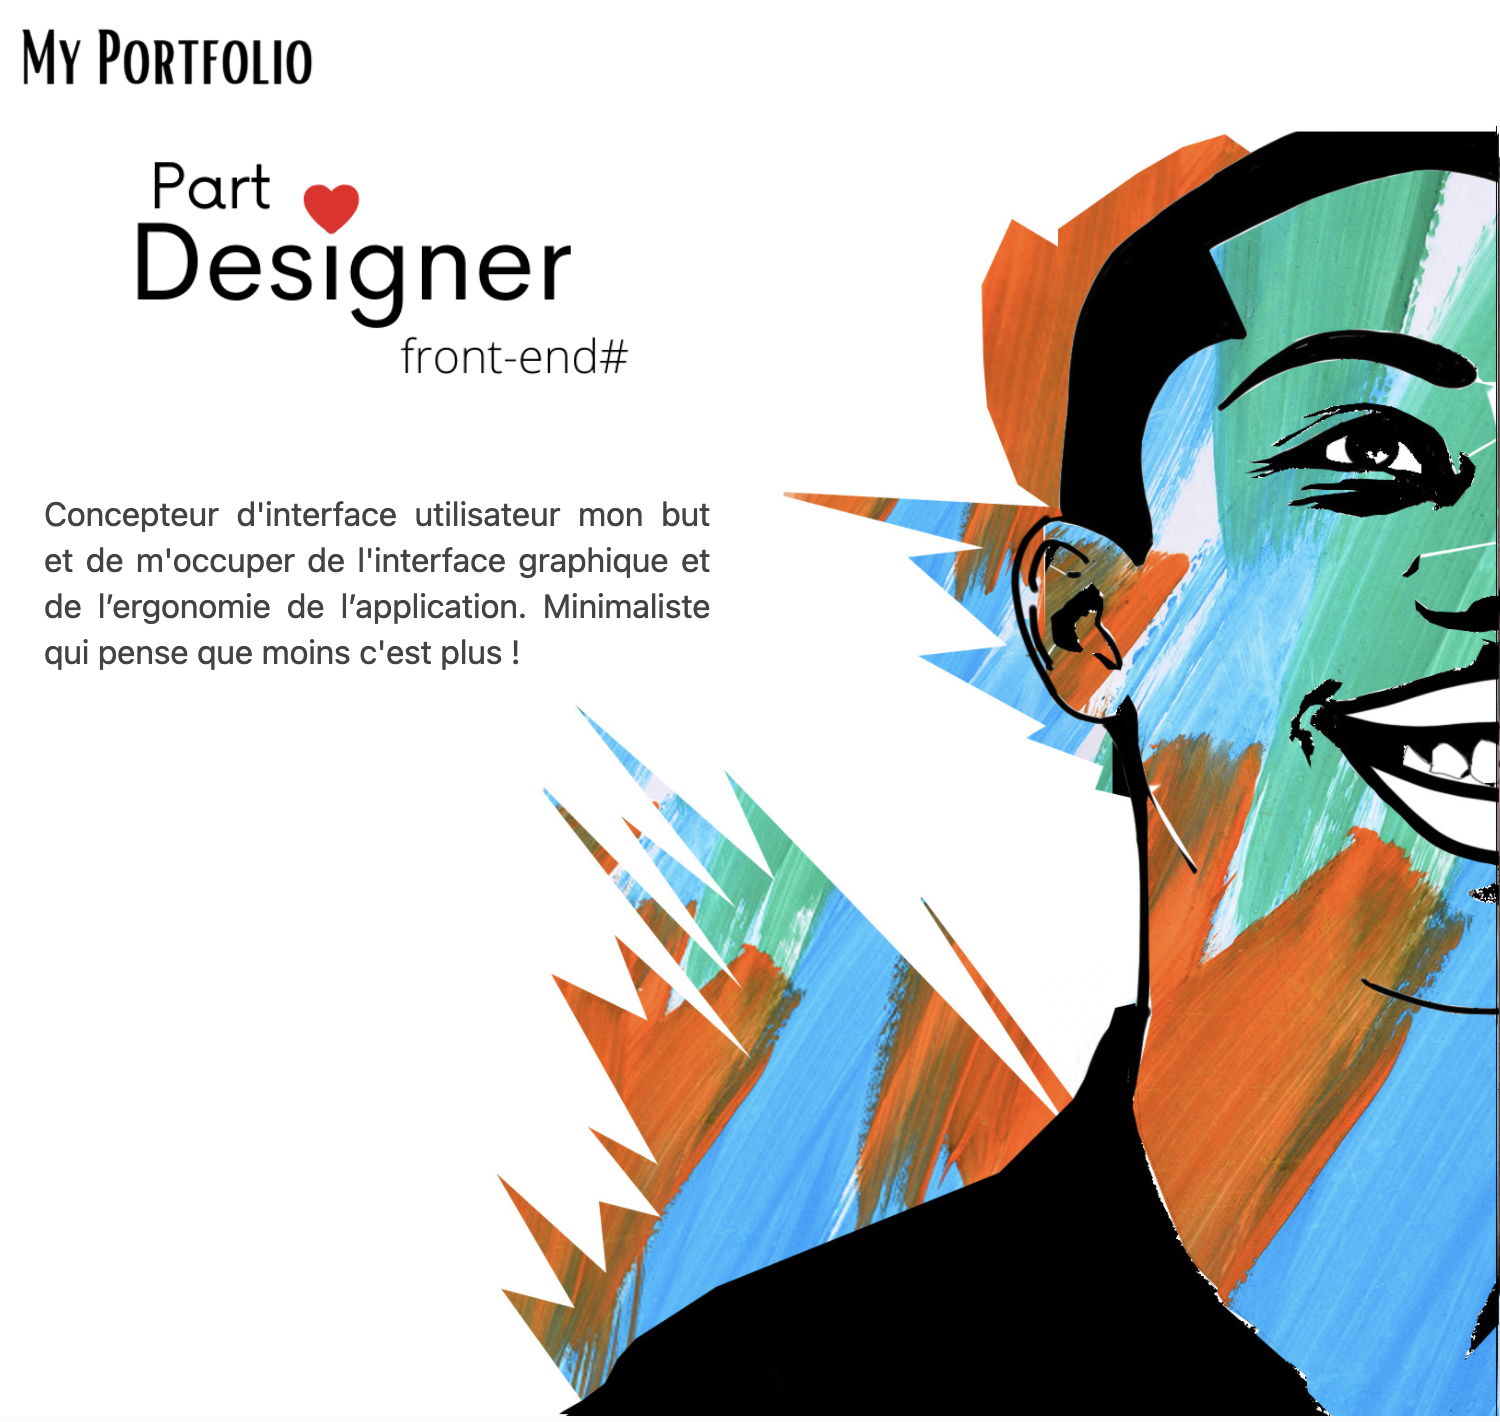 My Portfolio
Part
Designer
front-end#
Concepteur d'interface utilisateur mon but
et de m'occuper de l'interface graphique et
de l’ergonomie de l’application. Minimaliste
qui pense que moins c'est plus !